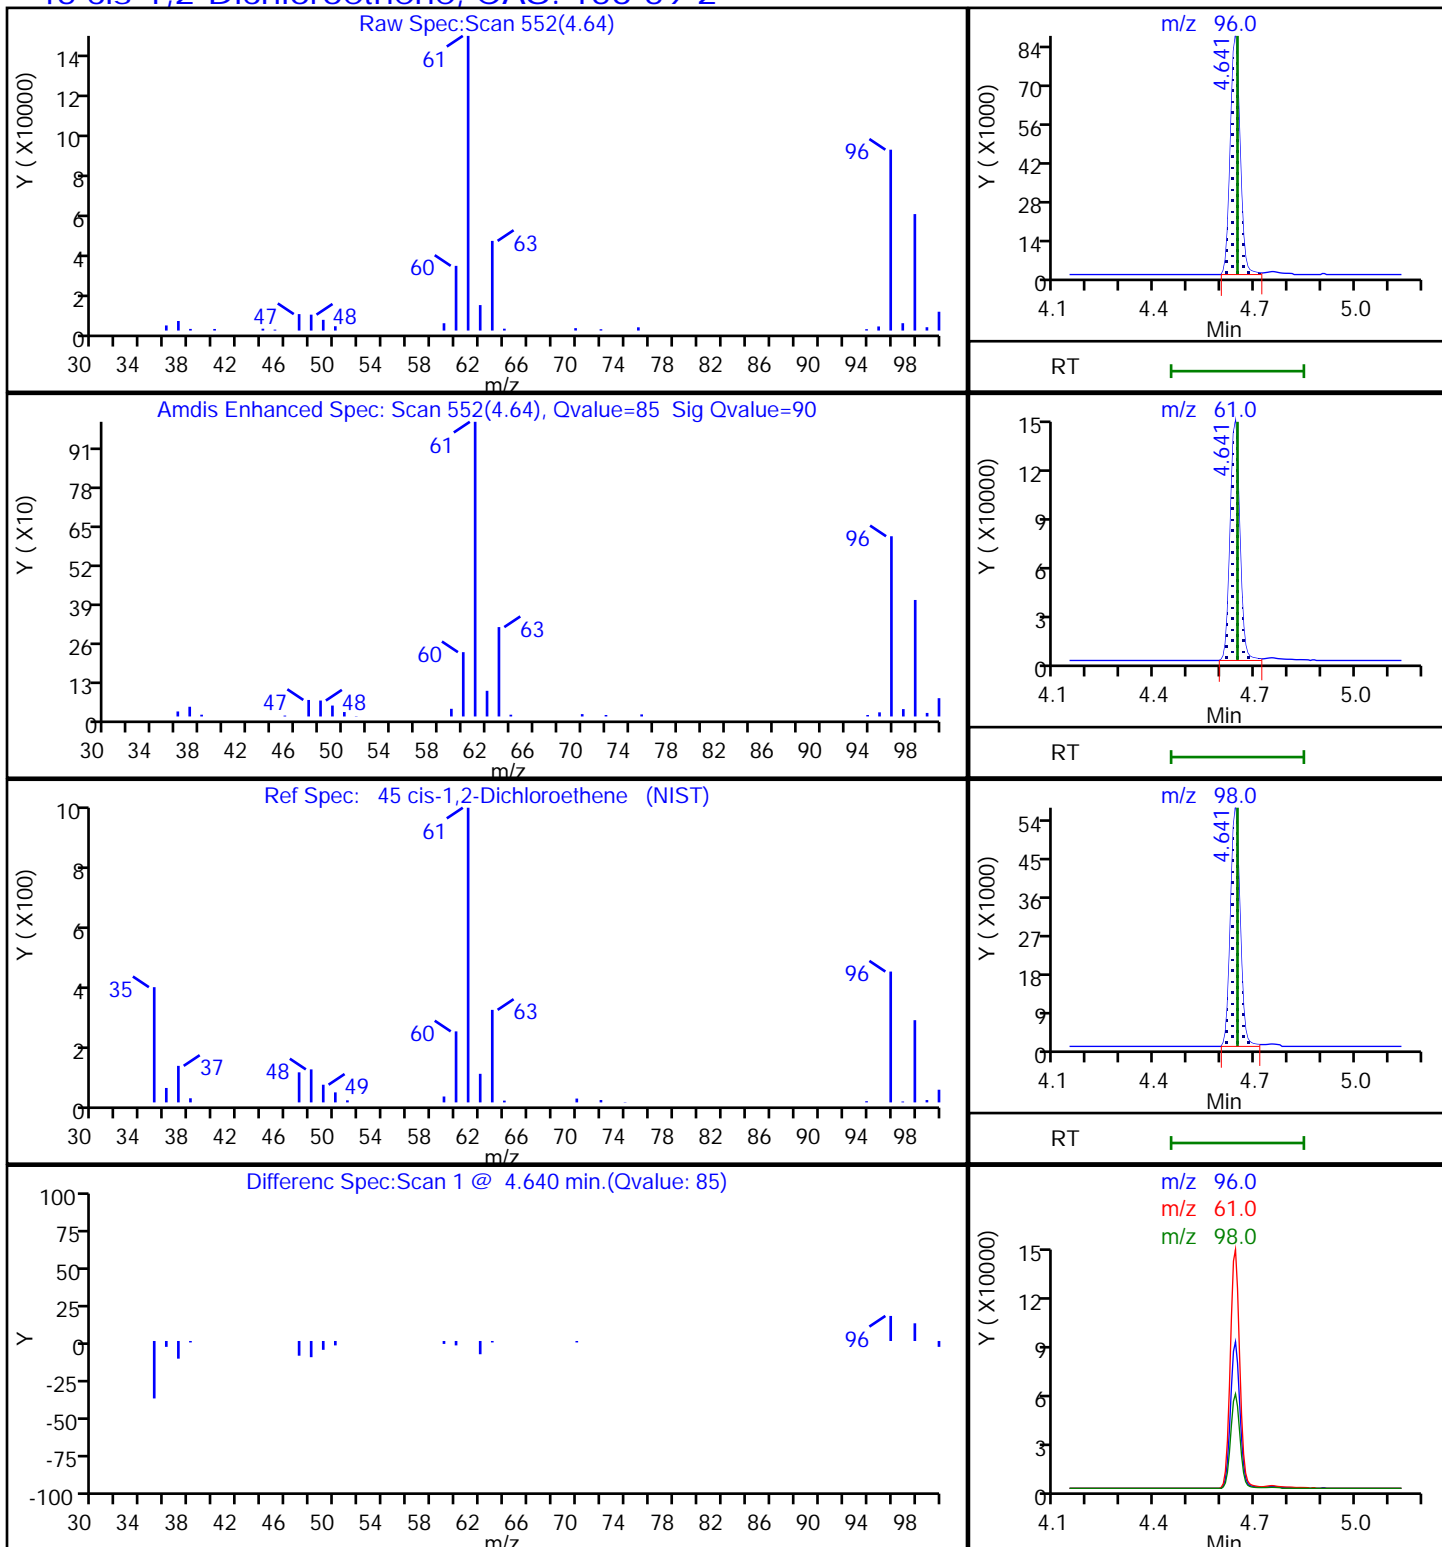 45 cis-1,2-Dichloroethene, CAS: 156-59-2
Raw Spec:Scan 552(4.64)
Y ( X10000)
14
12
10
8
6
4
2
0
61
96
60
63
47
48
30 34 38 42 46 50 54 58 62 66 70 74 78 82 86 90 94 98
m/z
m/z 96.0
Y ( X1000)
84
70
56
42
28
14
0
4.641
4.1 4.4 4.7 5.0
Min
RT
Amdis Enhanced Spec: Scan 552(4.64), Qvalue=85 Sig Qvalue=90
Y ( X10)
91
78
65
52
39
26
13
0
61
96
60
63
47
48
30 34 38 42 46 50 54 58 62 66 70 74 78 82 86 90 94 98
m/z
m/z 61.0
Y ( X10000)
15
12
9
6
3
0
4.641
4.1 4.4 4.7 5.0
Min
RT
Ref Spec: 45 cis-1,2-Dichloroethene (NIST)
Y ( X100)
10
8
6
4
2
0
61
96
35
60
63
37
48
49
30 34 38 42 46 50 54 58 62 66 70 74 78 82 86 90 94 98
m/z
m/z 98.0
Y ( X1000)
54
45
36
27
18
9
0
4.641
4.1 4.4 4.7 5.0
Min
RT
Differenc Spec:Scan 1 @ 4.640 min.(Qvalue: 85)
Y
100
75
50
25
0
-25
-50
-75
-100
96
30 34 38 42 46 50 54 58 62 66 70 74 78 82 86 90 94 98
m/z
m/z 96.0
m/z 61.0
m/z 98.0
Y ( X10000)
15
12
9
6
3
0
4.1 4.4 4.7 5.0
Min